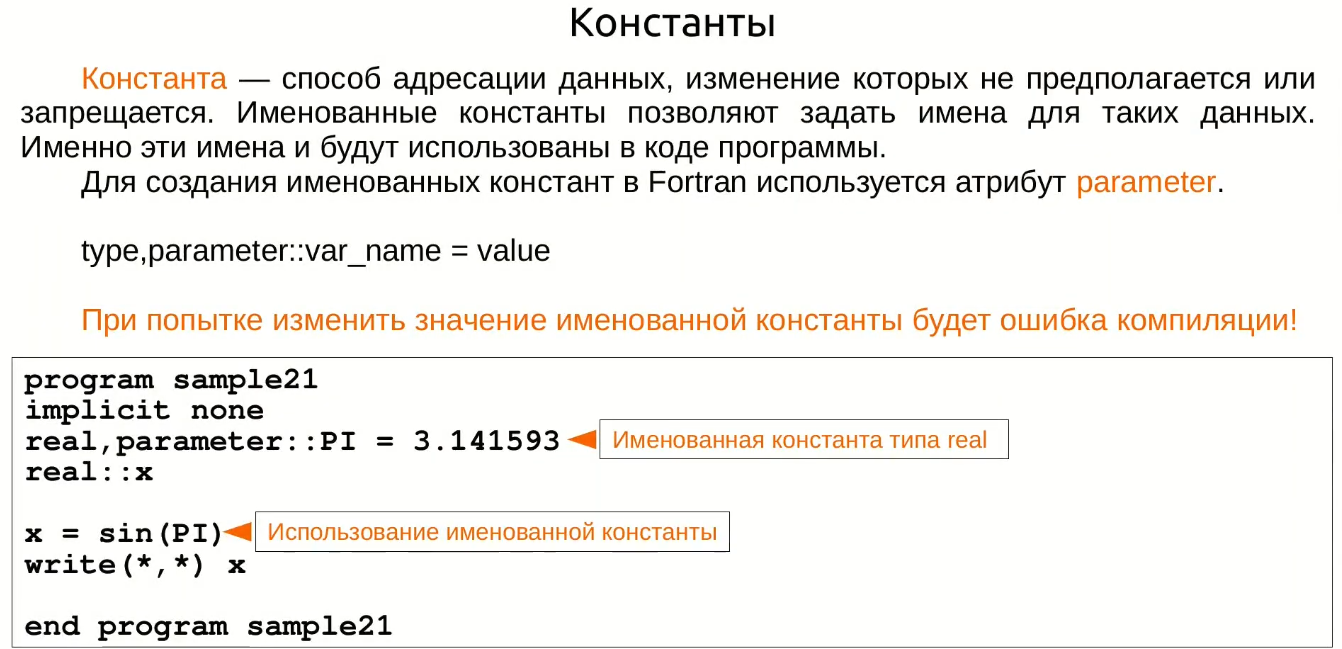 Константы
Константа — способ адресации данных, изменение которых не предполагается или
запрещается. Именованные константы позволяют задать имена для таких данных.
Именно эти имена и будут использованы в коде программы.
Для создания именованных констант в Fortran используется атрибут parameter.
type,parameter::var_name = value
При попытке изменить значение именованной константы будет ошибка компиляции!
program sample21
implicit none
real,parameter::PI = 3.141593 Именованная константа типа real
real::x
x = sin(PI) Использование именованной константы
write(*,*) x
end program sample21